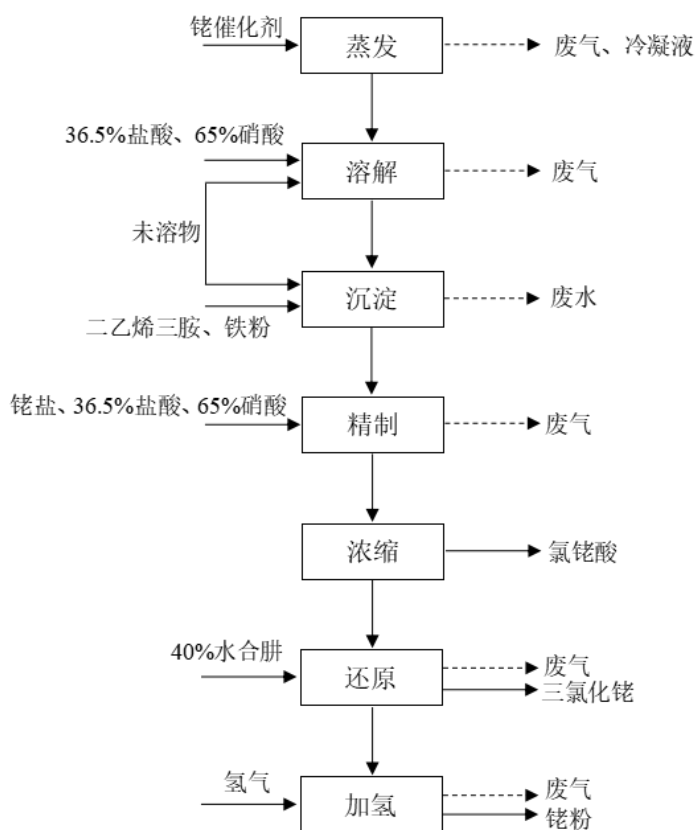 铑催化剂
蒸发
废气、冷凝液
36.5%盐酸、65%硝酸
溶解
废气
未溶物
沉淀
废水
二乙烯三胺、铁粉
铑盐、36.5%盐酸、65%硝酸
精制
废气
浓缩
氯铑酸
40%水合肼
还原
废气
三氯化铑
氢气
加氢
废气
铑粉